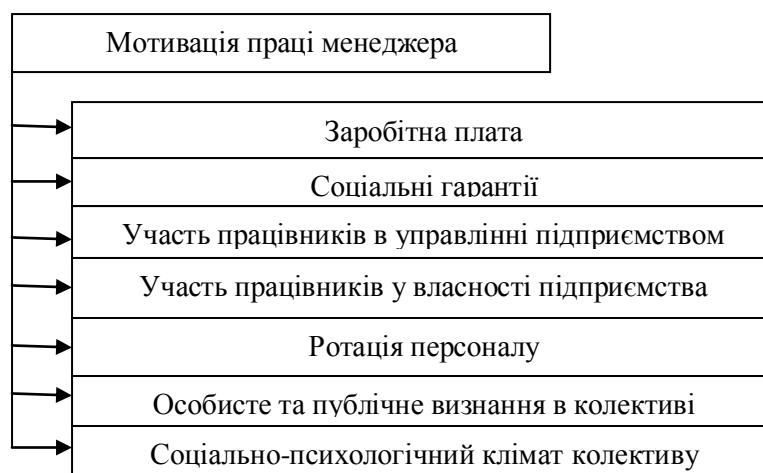 Мотивація праці менеджера
Заробітна плата
Соціальні гарантії
Участь працівників в управлінні підприємством
Участь працівників у власності підприємства
Ротація персоналу
Особисте та публічне визнання в колективі
Соціально-психологічний клімат колективу